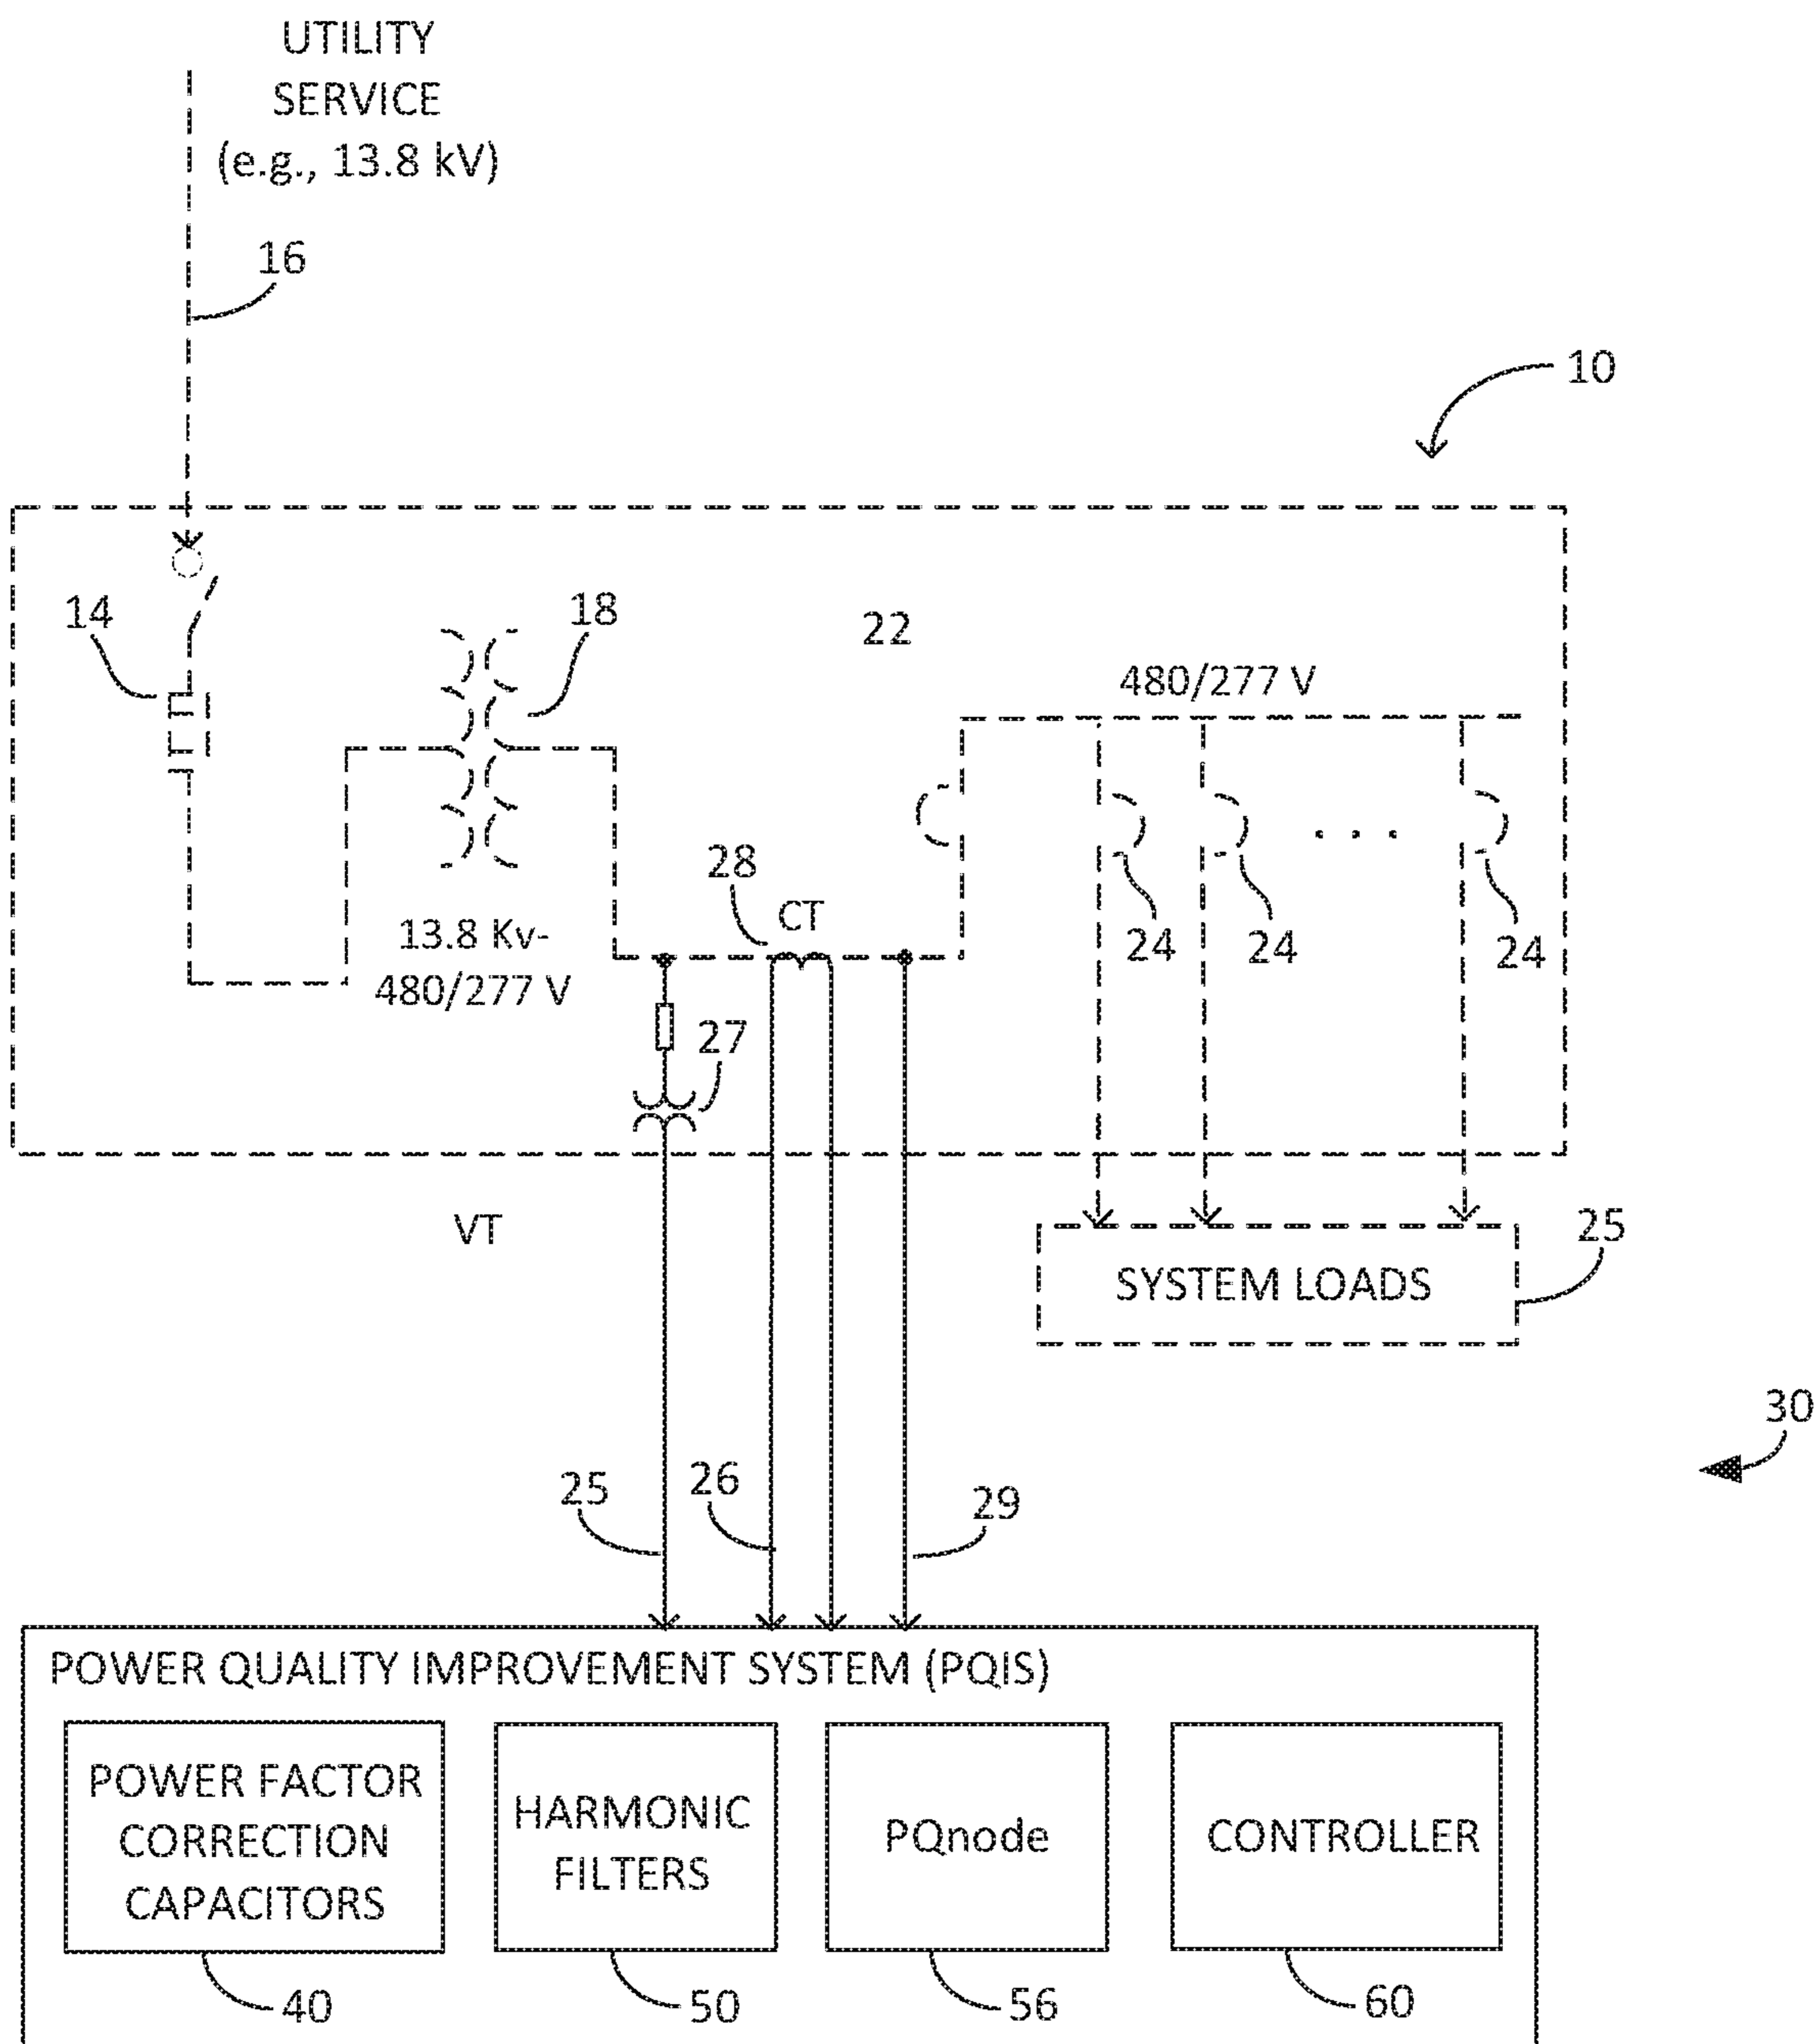 UTILITY
SERVICE
(e.g., 13.8 kV)
16
10
14
18
22
480/277 V
28
CT
13.8 Kv-
480/277 V
24
24
24
27
VT
25
SYSTEM LOADS
30
25
26
29
POWER QUALITY IMPROVEMENT SYSTEM (PQIS)
POWER FACTOR
CORRECTION
CAPACITORS
HARMONIC
FILTERS
PQnode
CONTROLLER
40
50
56
60